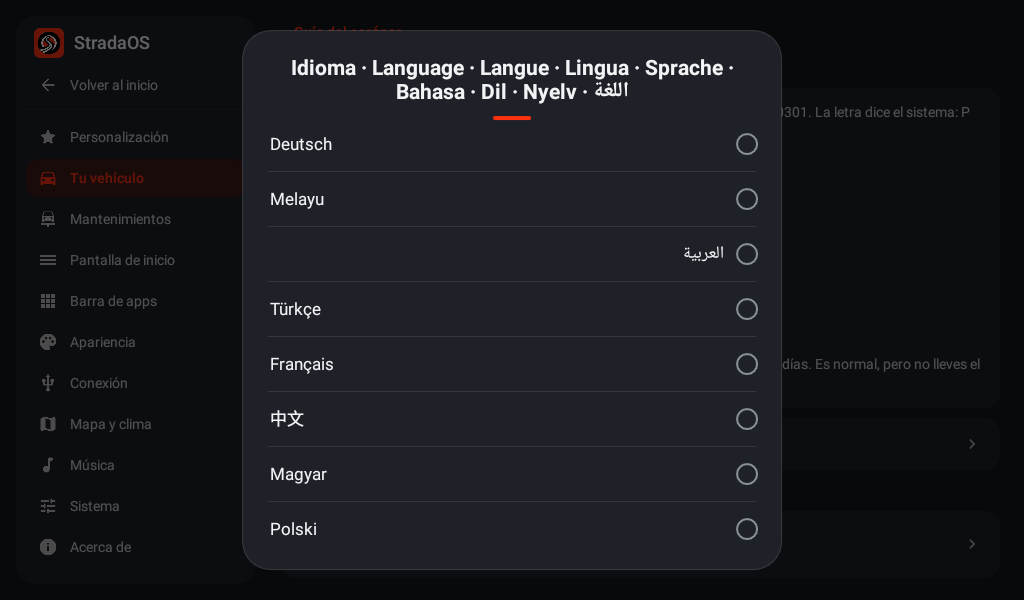 StradaOS
Volver al inicio
Personalización
Tu vehículo
Mantenimientos
Pantalla de inicio
Barra de apps
Apariencia
Conexión
Mapa y clima
Música
Sistema
Acerca de
Idioma · Language · Langue · Lingua · Sprache ·
Bahasa · Dil · Nyelv · اللغة
Deutsch
Melayu
العربية
Türkçe
Français
中文
Magyar
Polski
0301. La letra dice el sistema: P
días. Es normal, pero no lleves el